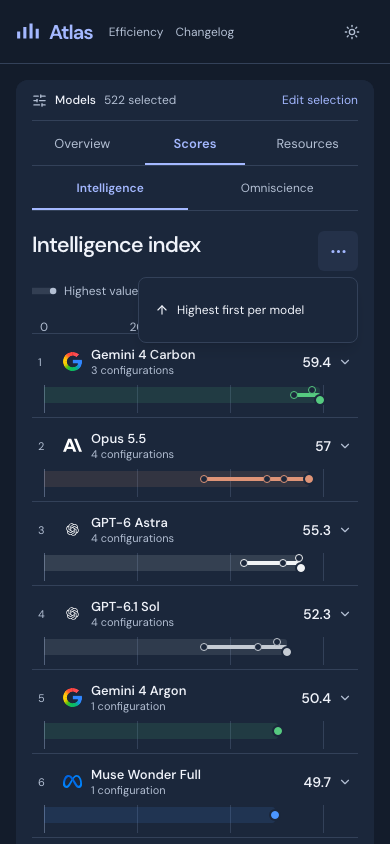 Atlas Efficiency Changelog
Models 522 selected Edit selection
Overview Scores Resources
Intelligence Omniscience
Intelligence index
Highest value
Highest first per model
0
1 Gemini 4 Carbon 59.4
3 configurations
2 Opus 5.5 57
4 configurations
3 GPT-6 Astra 55.3
4 configurations
4 GPT-6.1 Sol 52.3
4 configurations
5 Gemini 4 Argon 50.4
1 configuration
6 Muse Wonder Full 49.7
1 configuration